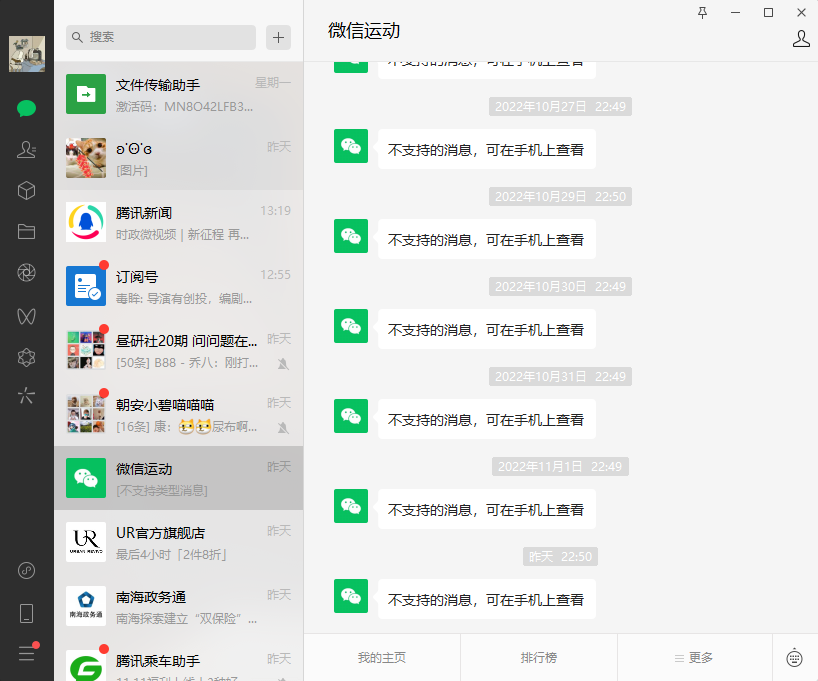 搜索
文件传输助手
星期一
激活码：MN8O42LFB3...
ʚ˙Ꙫ˙ɞ
昨天
[图片]
腾讯新闻
13:19
时政微视频 | 新征程 再...
订阅号
12:55
毒眸: 导演有创投，编剧...
昼研社20期 问问题在...
昨天
[50条] B88 - 乔八：刚打...
朝安小碧喵喵喵
昨天
[16条] 康：😼😼尿布啊...
微信运动
昨天
[不支持类型消息]
UR
URBAN REVIVO
UR官方旗舰店
昨天
最后4小时「2件8折」
南海政务通
南海政务通
昨天
南海探索建立“双保险” ...
腾讯乘车助手
昨天
微信运动
不支持的消息，可在手机上查看
2022年10月27日 22:49
不支持的消息，可在手机上查看
2022年10月29日 22:50
不支持的消息，可在手机上查看
2022年10月30日 22:49
不支持的消息，可在手机上查看
2022年10月31日 22:49
不支持的消息，可在手机上查看
2022年11月1日 22:49
不支持的消息，可在手机上查看
昨天 22:50
不支持的消息，可在手机上查看
我的主页
排行榜
更多